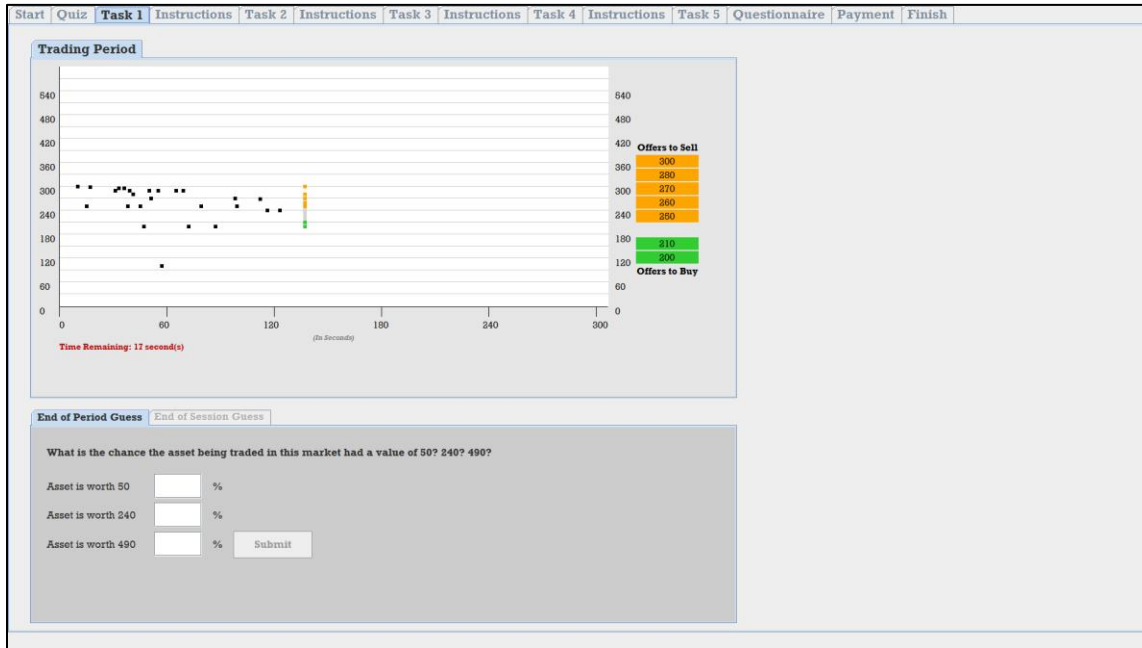 Start Quiz Task 1 Instructions Task 2 Instructions Task 3 Instructions Task 4 Instructions Task 5 Questionnaire Payment Finish
Trading Period
540 540
480 480
420 420 Offers to Sell
360 360 300
280
300 300 270
260
240 240 250
180 180 210
120 120 200
Offers to Buy
60 60
0 0
0 60 120 180 240 300
(In Seconds)
Time Remaining: 17 second(s)
End of Period Guess End of Session Guess
What is the chance the asset being traded in this market had a value of 50? 240? 490?
Asset is worth 50 %
Asset is worth 240 %
Asset is worth 490 % Submit